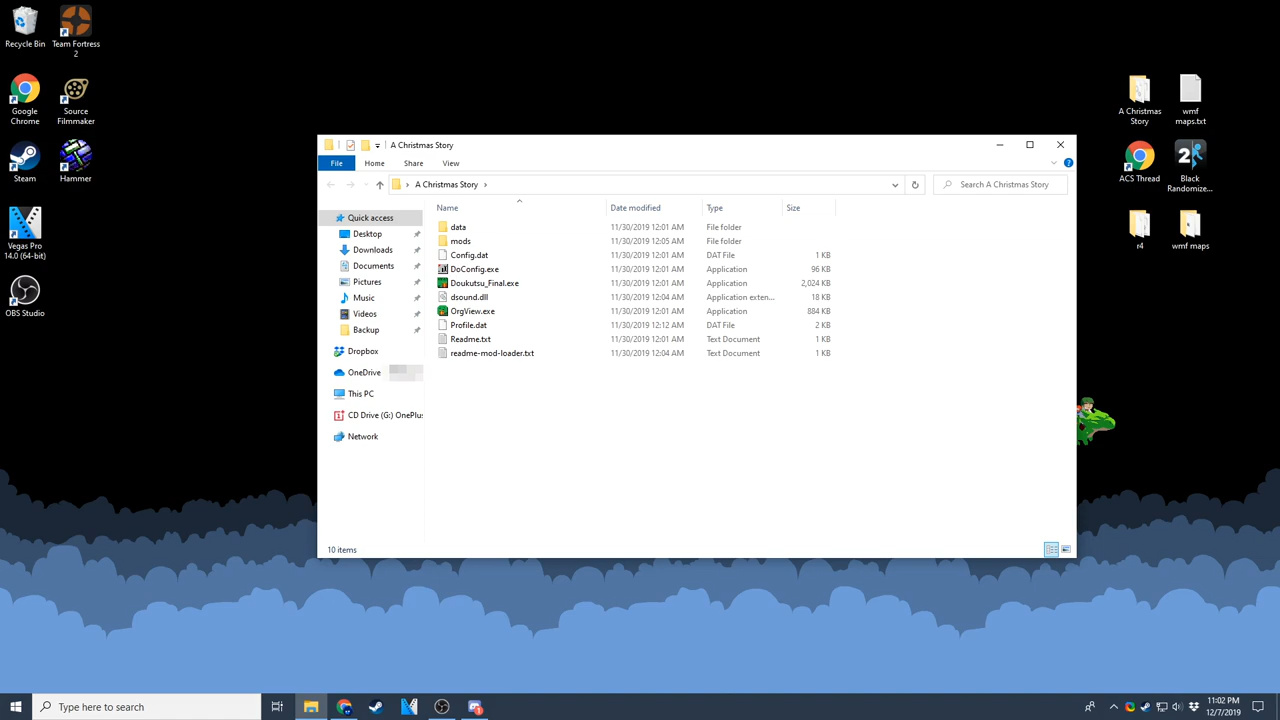 Recycle Bin
Team Fortress
2
Google
Chrome
Source
Filmmaker
Steam
Hammer
Vegas Pro
14.0 (64-bit)
OBS Studio
A Christmas
Story
wmf
maps.txt
ACS Thread
Black
Randomize...
r4
wmf maps
A Christmas Story
File
Home
Share
View
A Christmas Story
Search A Christmas Story
Quick access
Desktop
Downloads
Documents
Pictures
Music
Videos
Backup
Dropbox
OneDrive
This PC
CD Drive (G:) OnePlus
Network
Name Date modified Type Size
data 11/30/2019 12:01 AM File folder
mods 11/30/2019 12:05 AM File folder
Config.dat 11/30/2019 12:01 AM DAT File 1 KB
DoConfig.exe 11/30/2019 12:01 AM Application 96 KB
Doukutsu_Final.exe 11/30/2019 12:01 AM Application 2,024 KB
dsound.dll 11/30/2019 12:04 AM Application exten... 18 KB
OrgView.exe 11/30/2019 12:01 AM Application 884 KB
Profile.dat 11/30/2019 12:12 AM DAT File 2 KB
Readme.txt 11/30/2019 12:01 AM Text Document 1 KB
readme-mod-loader.txt 11/30/2019 12:04 AM Text Document 1 KB
10 items
Type here to search
11:02 PM
12/7/2019